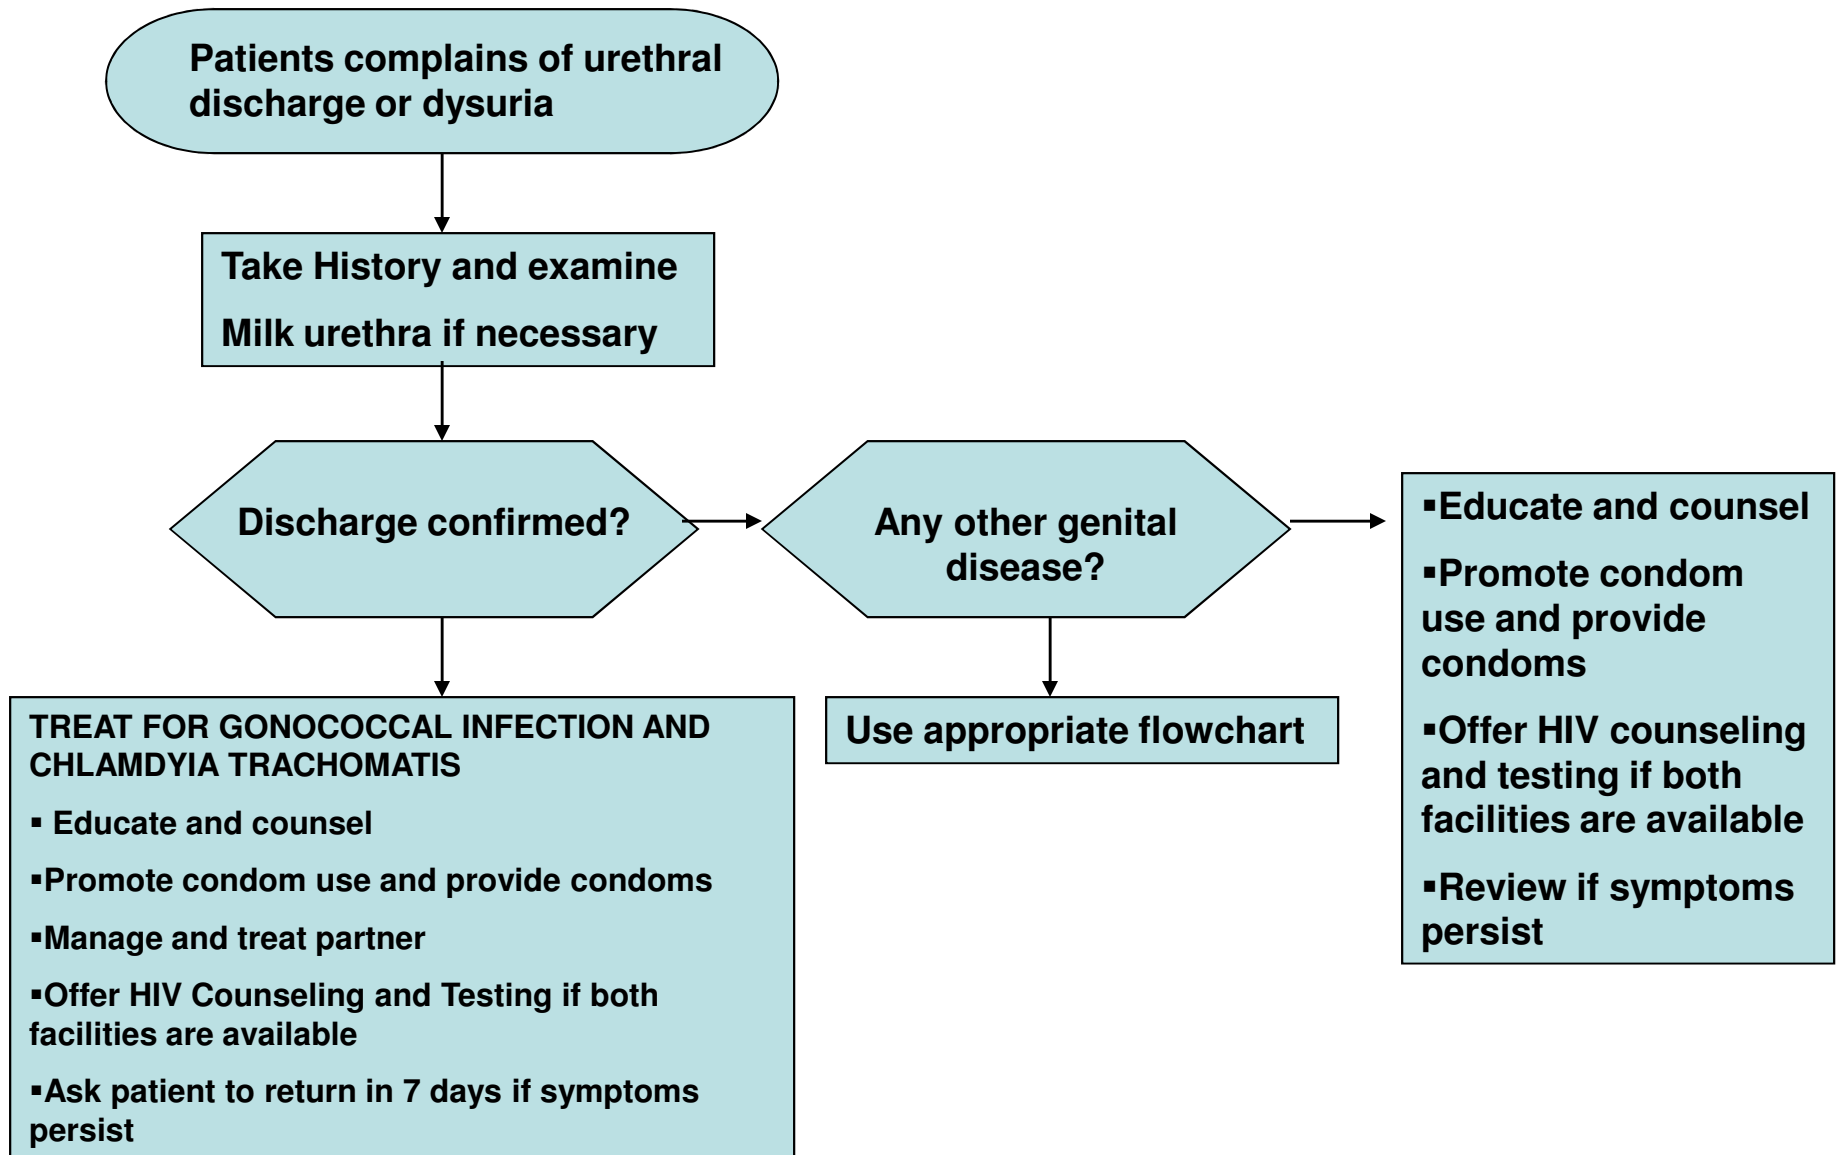 Patients complains of urethral
discharge or dysuria
Take History and examine
Milk urethra if necessary
Discharge confirmed?
Any other genital
disease?
▪Educate and counsel
▪Promote condom
use and provide
condoms
▪Offer HIV counseling
and testing if both
facilities are available
▪Review if symptoms
persist
TREAT FOR GONOCOCCAL INFECTION AND
CHLAMDYIA TRACHOMATIS
▪ Educate and counsel
▪Promote condom use and provide condoms
▪Manage and treat partner
▪Offer HIV Counseling and Testing if both
facilities are available
▪Ask patient to return in 7 days if symptoms
persist
Use appropriate flowchart